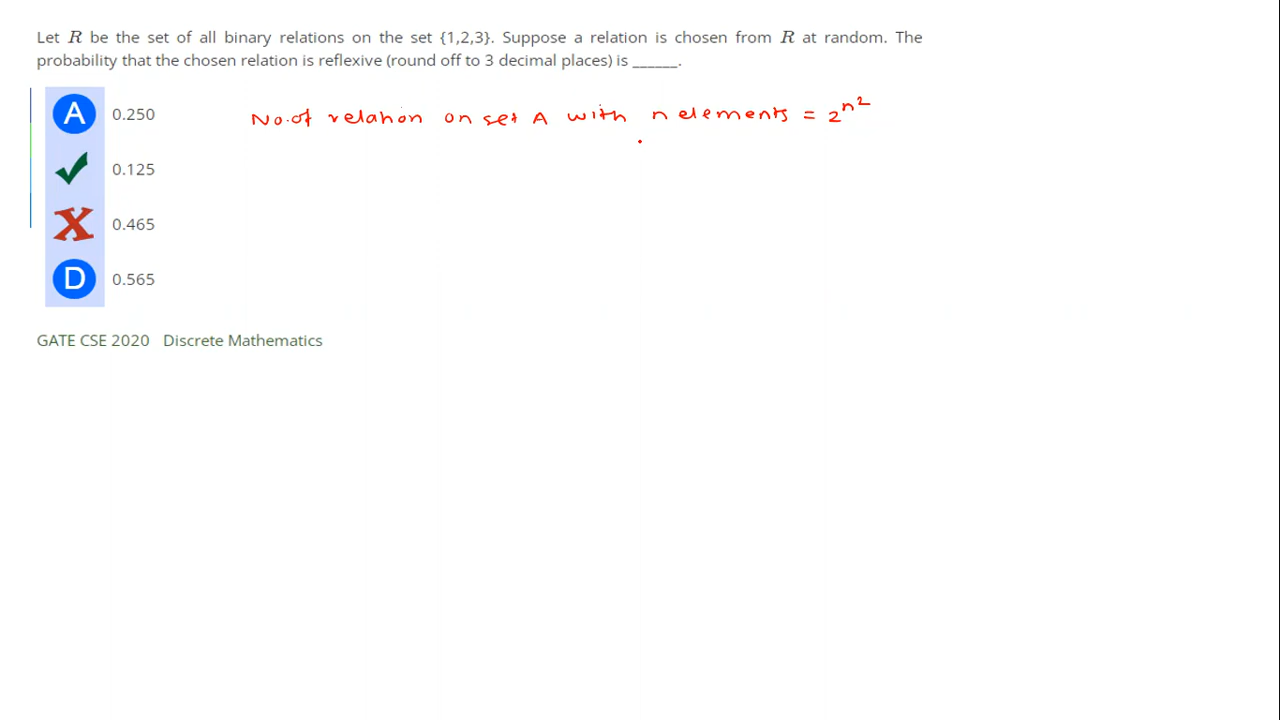 Let R be the set of all binary relations on the set {1,2,3}. Suppose a relation is chosen from R at random. The
probability that the chosen relation is reflexive (round off to 3 decimal places) is ______.
A 0.250
No. of relation on set A with n elements = 2^n^2
✓ 0.125
X 0.465
D 0.565
GATE CSE 2020 Discrete Mathematics